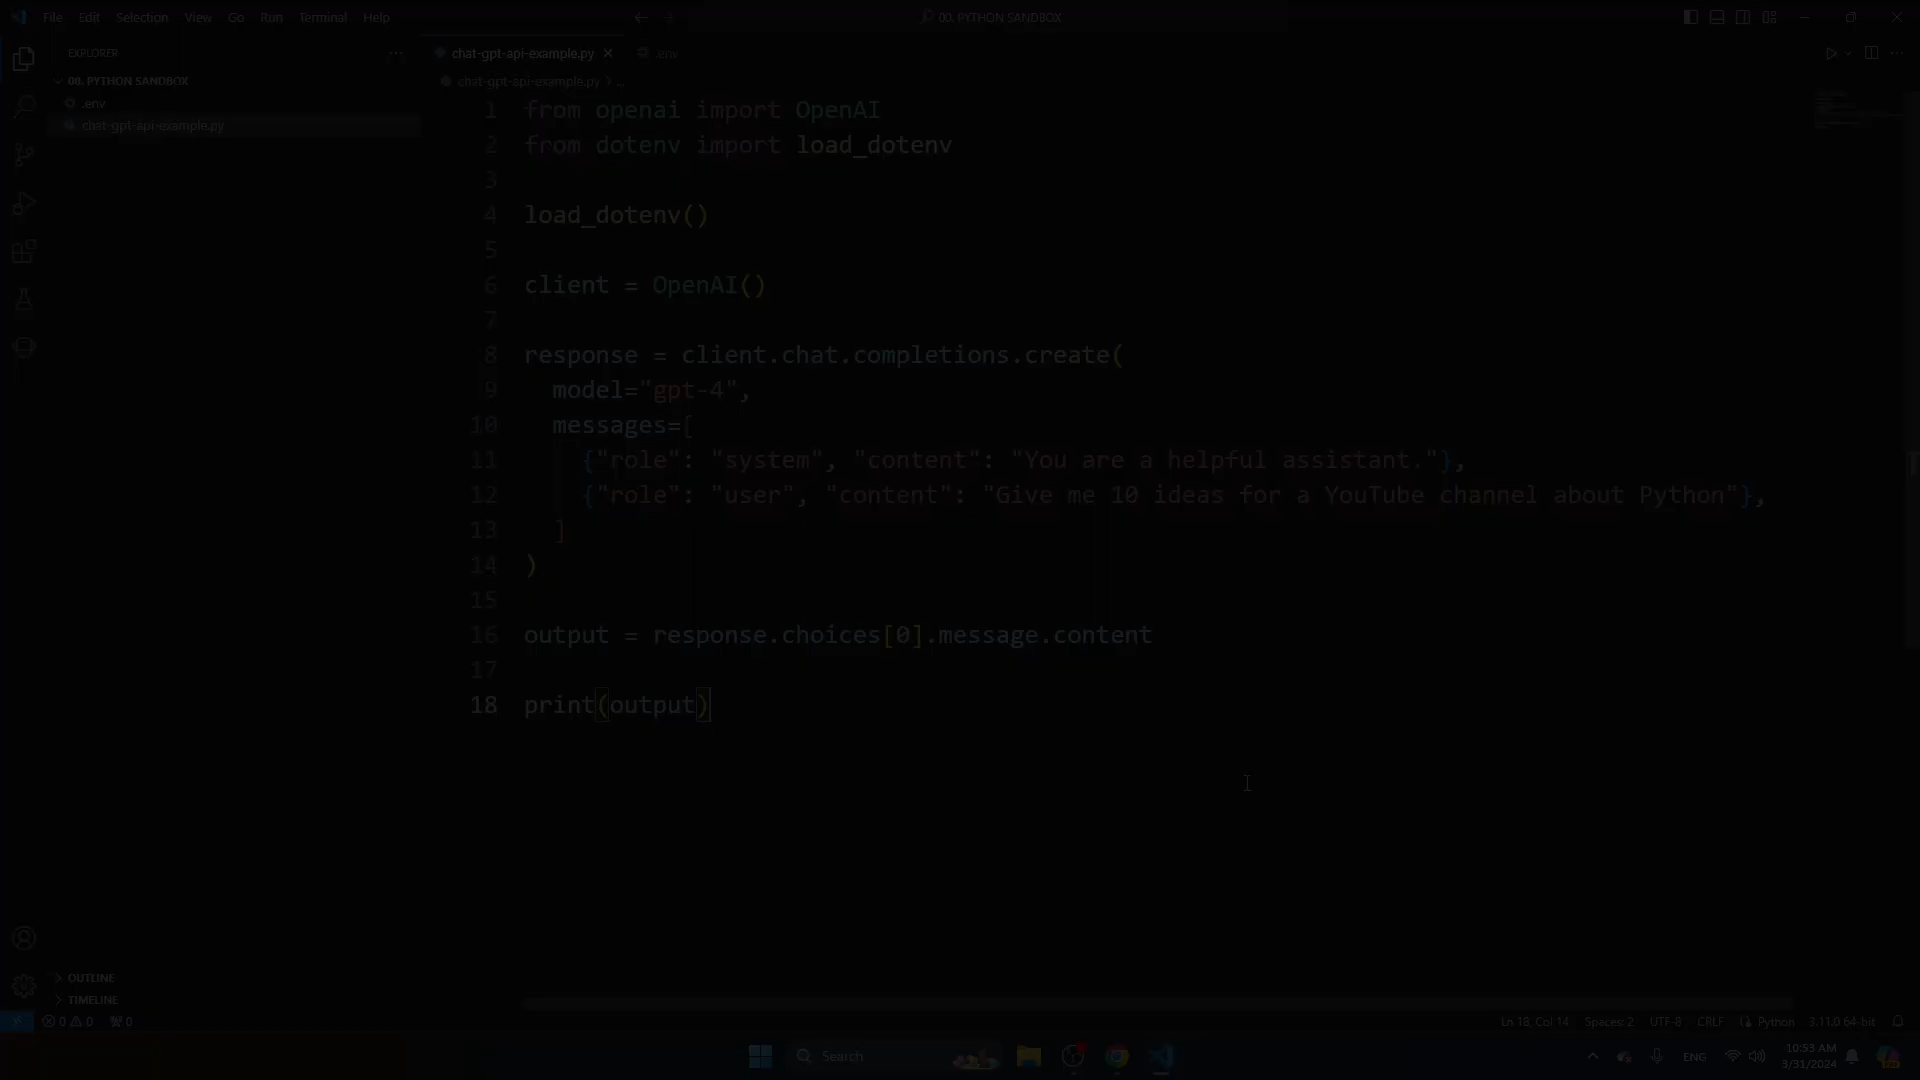 File Edit Selection View Go Run Terminal Help
00. PYTHON SANDBOX
EXPLORER
chat-gpt-api-example.py
.env
00. PYTHON SANDBOX
chat-gpt-api-example.py > ...
.env
chat-gpt-api-example.py
1 from openai import OpenAI
2 from dotenv import load_dotenv
3
4 load_dotenv()
5
6 client = OpenAI()
7
8 response = client.chat.completions.create(
9 model="gpt-4",
10 messages=[
11 {"role": "system", "content": "You are a helpful assistant."},
12 {"role": "user", "content": "Give me 10 ideas for a YouTube channel about Python"},
13 ]
14 )
15
16 output = response.choices[0].message.content
17
18 print(output)
OUTLINE
TIMELINE
0 0 0
Ln 18, Col 14 Spaces: 2 UTF-8 CRLF Python 3.11.0 64-bit
Search
ENG
10:53 AM
3/31/2024